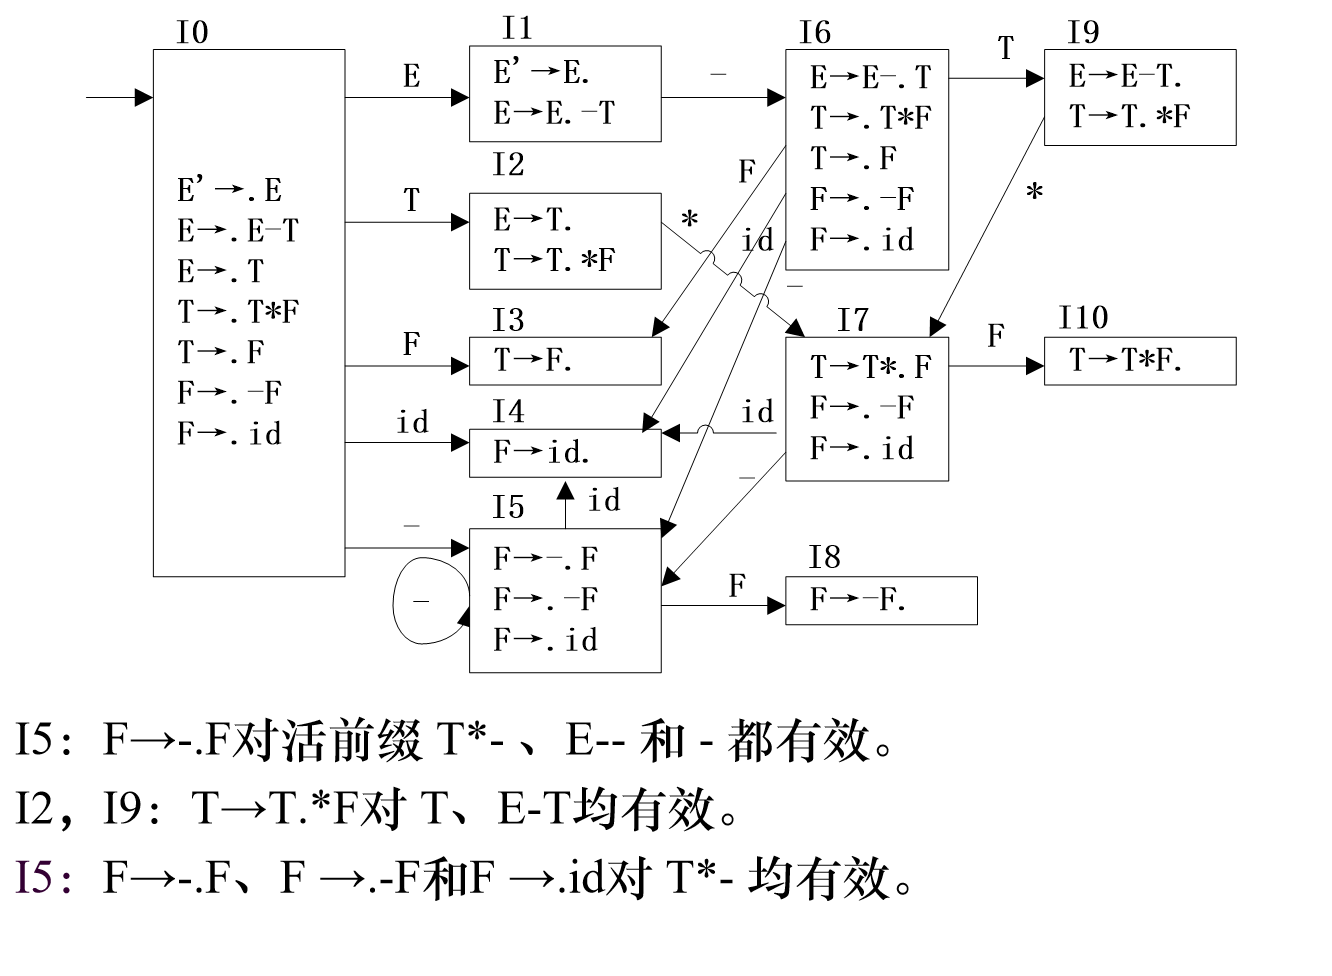 I0
E'→.E
E→.E-T
E→.T
T→.T*F
T→.F
F→.-F
F→.id
E
T
F
id
-
I1
E'→E.
E→E.-T
-
I2
E→T.
T→T.*F
*
I3
T→F.
I4
F→id.
id
I5
F→-.F
F→.-F
F→.id
-
F
I6
E→E-.T
T→.T*F
T→.F
F→.-F
F→.id
T
F
id
-
I7
T→T*.F
F→.-F
F→.id
id
-
F
I8
F→-F.
I9
E→E-T.
T→T.*F
*
I10
T→T*F.
I5：F→-.F对活前缀 T*- 、E-- 和 - 都有效。
I2，I9：T→T.*F对 T、E-T均有效。
I5：F→-.F、F →.-F和F →.id对 T*- 均有效。